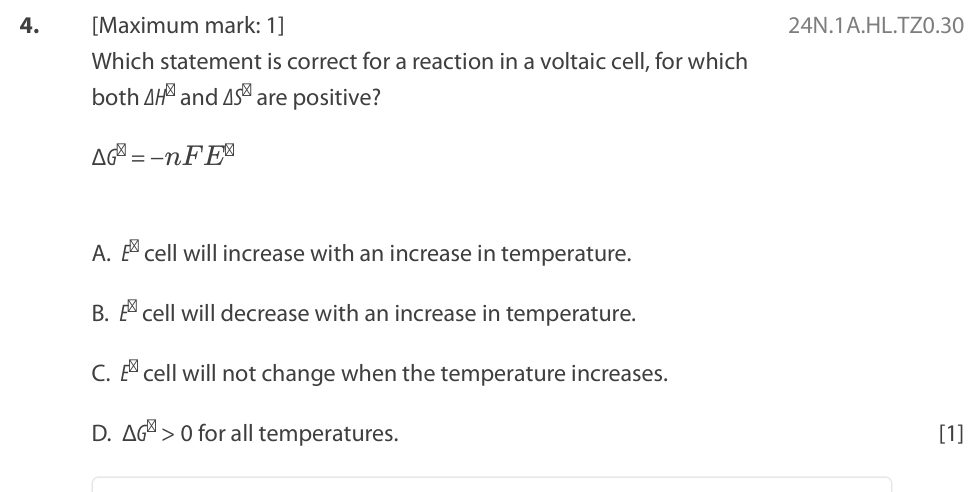 4. [Maximum mark: 1] 24N.1A.HL.TZ0.30
Which statement is correct for a reaction in a voltaic cell, for which
both ΔH☒ and ΔS☒ are positive?
ΔG☒ = –nFE☒
A. E☒ cell will increase with an increase in temperature.
B. E☒ cell will decrease with an increase in temperature.
C. E☒ cell will not change when the temperature increases.
D. ΔG☒ > 0 for all temperatures. [1]